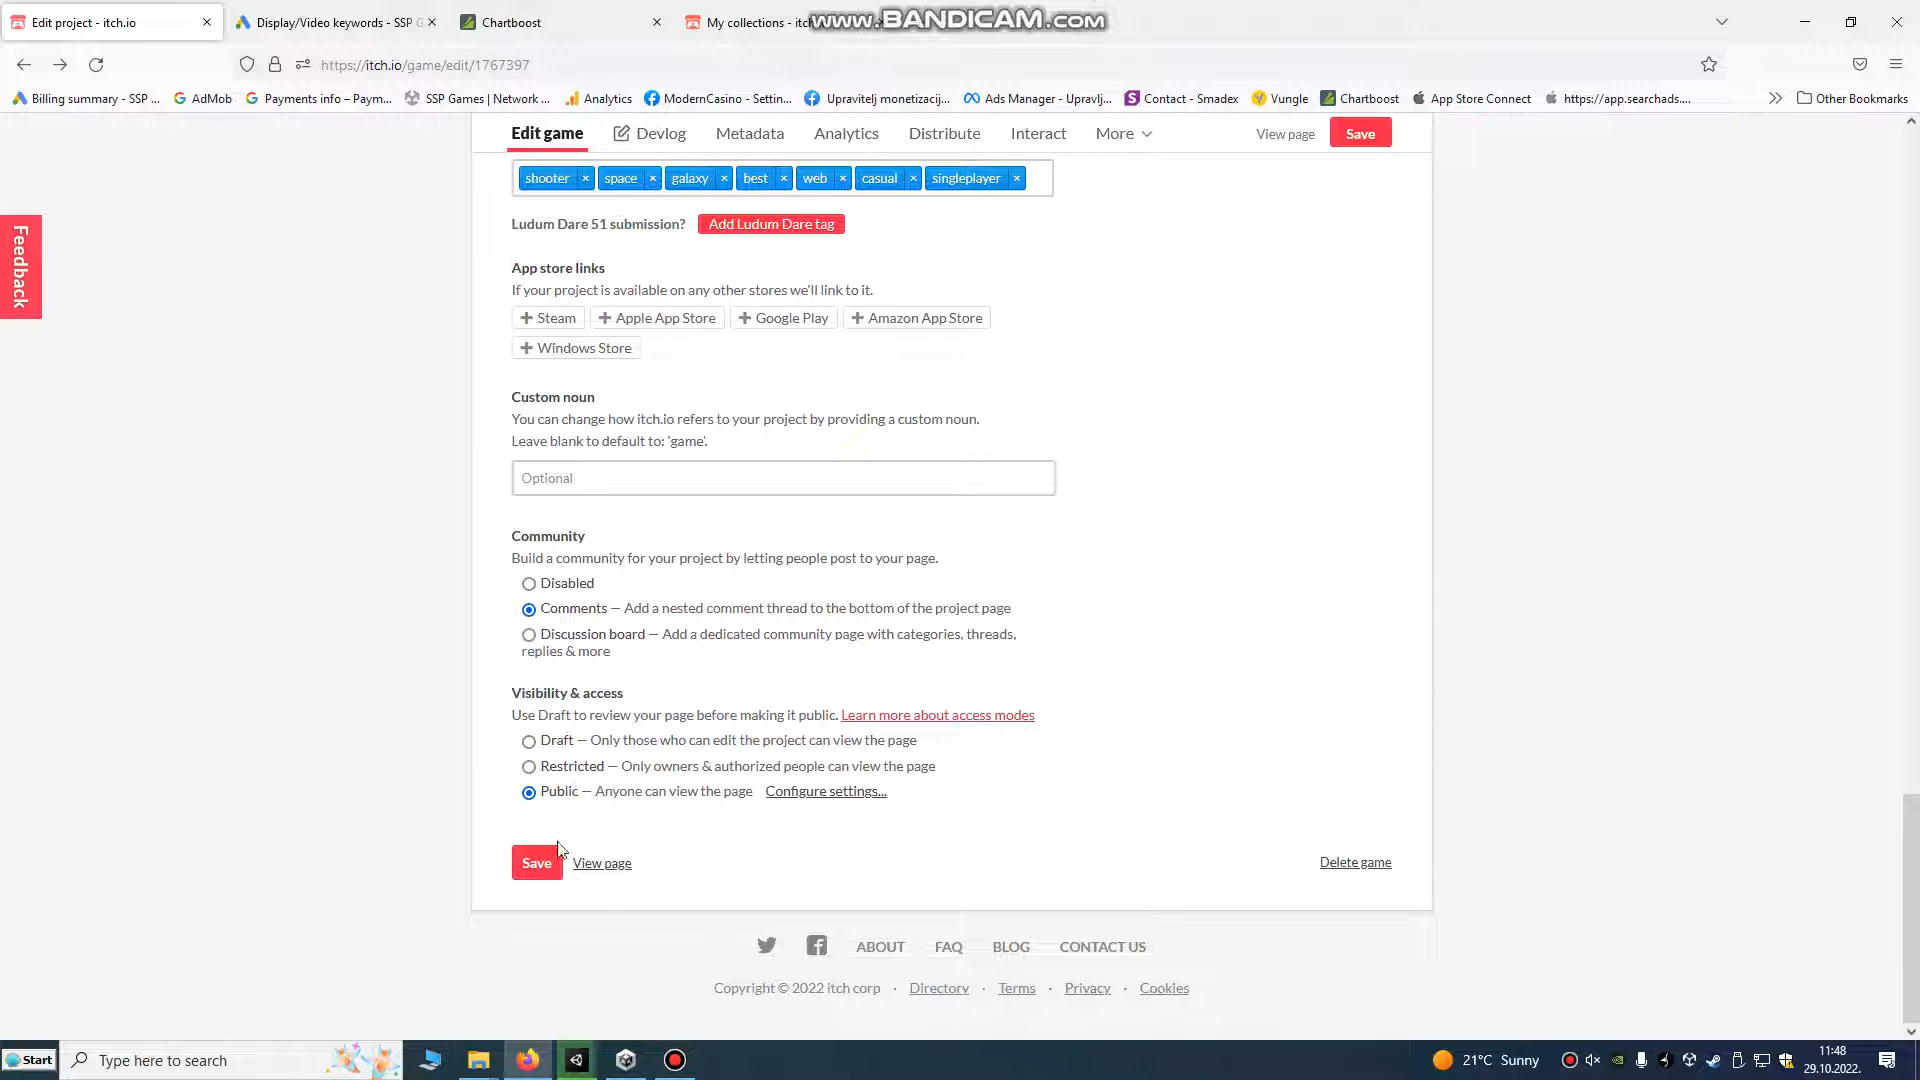 Edit project - itch.io
Display/Video keywords - SSP G
Chartboost
My collections - itch
WWW.BANDICAM.COM
https://itch.io/game/edit/1767397
Billing summary - SSP ...
AdMob
Payments info – Paym...
SSP Games | Network ...
Analytics
ModernCasino - Settin...
Upravitelj monetizacij...
Ads Manager - Upravlj...
Contact - Smadex
Vungle
Chartboost
App Store Connect
https://app.searchads....
Other Bookmarks
Edit game
Devlog
Metadata
Analytics
Distribute
Interact
More
View page
Save
shooter × space × galaxy × best × web × casual × singleplayer ×
Feedback
Ludum Dare 51 submission? Add Ludum Dare tag
App store links
If your project is available on any other stores we'll link to it.
Steam
Apple App Store
Google Play
Amazon App Store
Windows Store
Custom noun
You can change how itch.io refers to your project by providing a custom noun.
Leave blank to default to: 'game'.
Optional
Community
Build a community for your project by letting people post to your page.
Disabled
Comments — Add a nested comment thread to the bottom of the project page
Discussion board — Add a dedicated community page with categories, threads,
replies & more
Visibility & access
Use Draft to review your page before making it public. Learn more about access modes
Draft — Only those who can edit the project can view the page
Restricted — Only owners & authorized people can view the page
Public — Anyone can view the page Configure settings...
Save
View page
Delete game
ABOUT
FAQ
BLOG
CONTACT US
Copyright © 2022 itch corp · Directory · Terms · Privacy · Cookies
Start
Type here to search
21°C Sunny
11:48
29.10.2022.